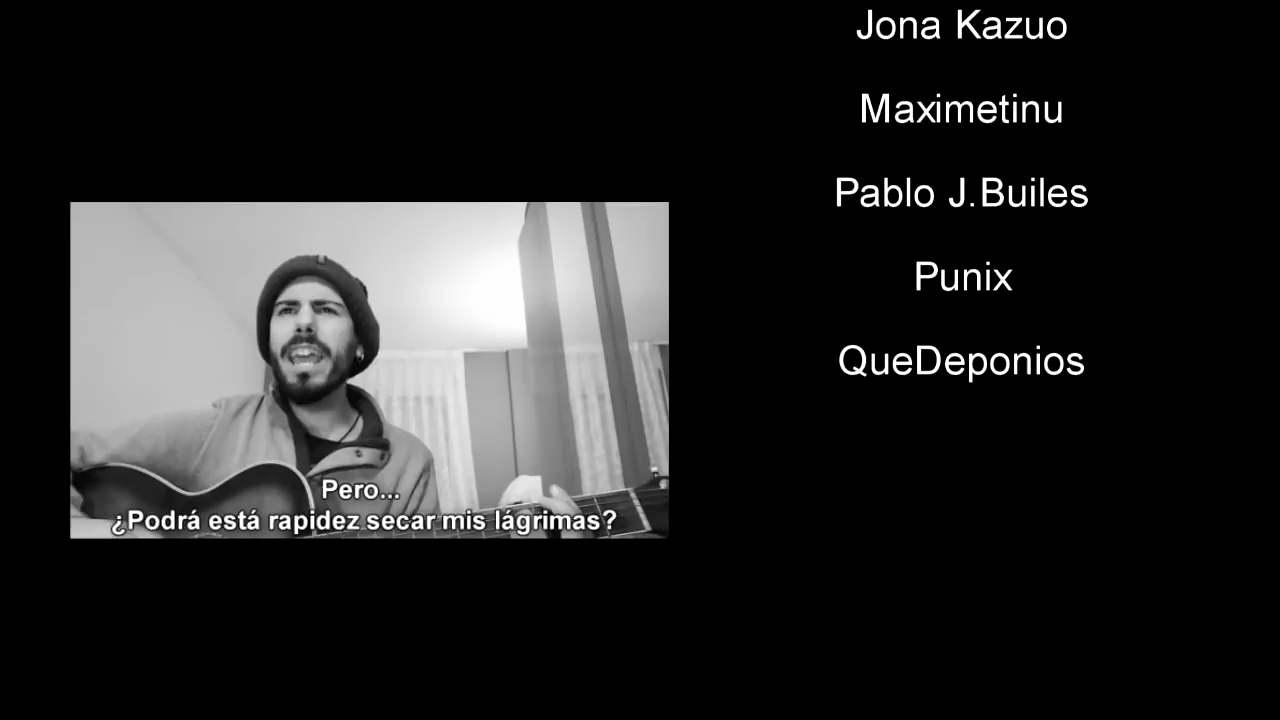 Jona Kazuo
Maximetinu
Pablo J.Builes
Punix
QueDeponios
Pero...
¿Podrá está rapidez secar mis lágrimas?